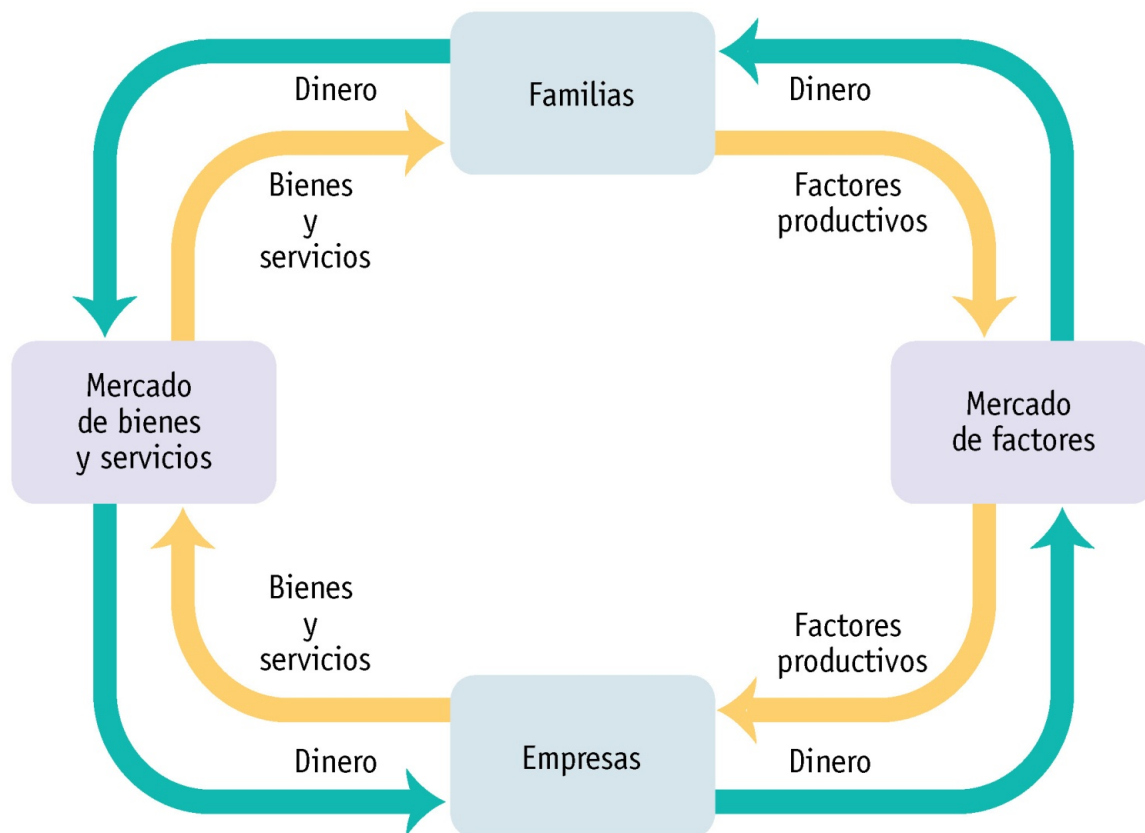 Dinero
Familias
Dinero
Bienes
y
servicios
Factores
productivos
Mercado
de bienes
y servicios
Mercado
de factores
Bienes
y
servicios
Factores
productivos
Dinero
Empresas
Dinero